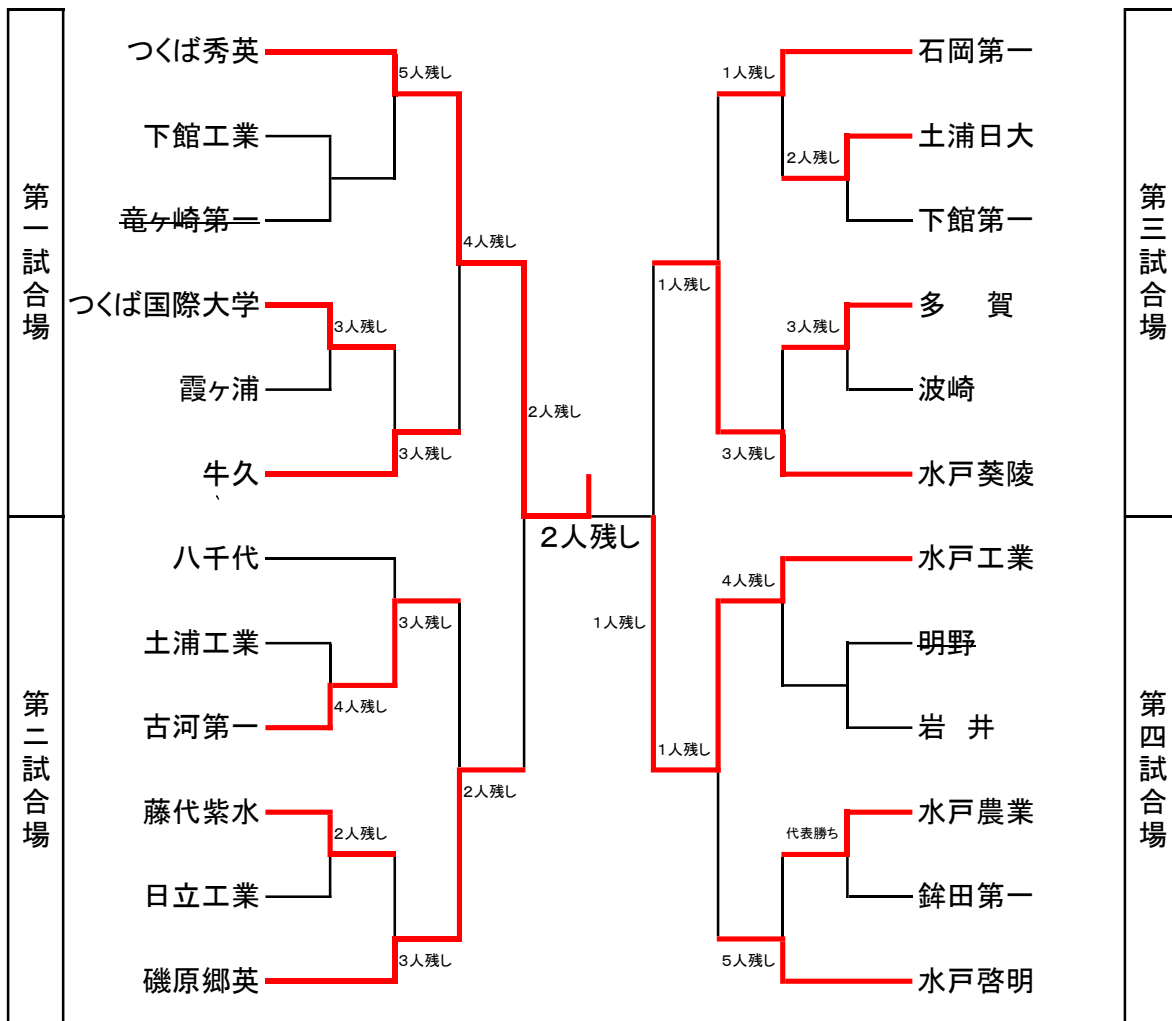 第一試合場
つくば秀英
5人残し
下館工業
竜ヶ崎第一
4人残し
つくば国際大学
3人残し
霞ヶ浦
2人残し
3人残し
牛久
、
第二試合場
八千代
3人残し
土浦工業
4人残し
古河第一
2人残し
藤代紫水
2人残し
日立工業
3人残し
磯原郷英
2人残し
第三試合場
石岡第一
1人残し
土浦日大
2人残し
下館第一
1人残し
多 賀
3人残し
波崎
3人残し
水戸葵陵
第四試合場
水戸工業
4人残し
1人残し
明野
岩 井
1人残し
水戸農業
代表勝ち
鉾田第一
5人残し
水戸啓明